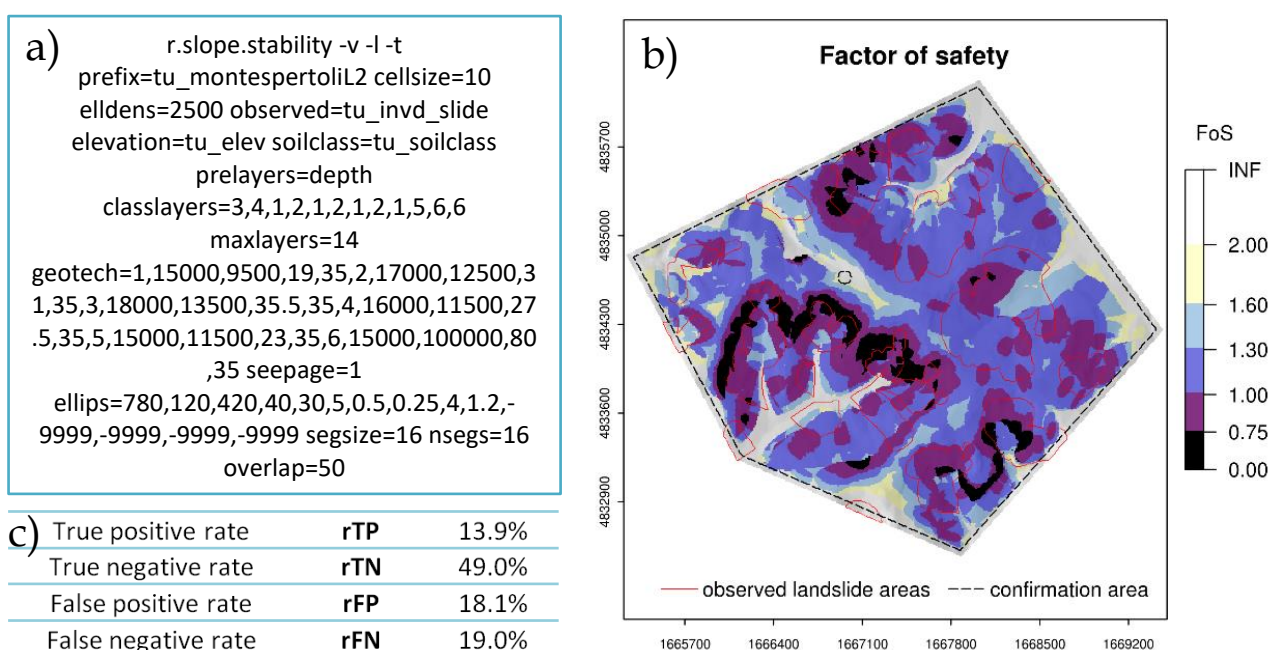 a)
r.slope.stability -v -l -t
prefix=tu_montespertoliL2 cellsize=10
elldens=2500 observed=tu_invd_slide
elevation=tu_elev soilclass=tu_soilclass
prelayers=depth
classlayers=3,4,1,2,1,2,1,2,1,5,6,6
maxlayers=14
geotech=1,15000,9500,19,35,2,17000,12500,3
1,35,3,18000,13500,35.5,35,4,16000,11500,27
.5,35,5,15000,11500,23,35,6,15000,100000,80
,35 seepage=1
ellips=780,120,420,40,30,5,0.5,0.25,4,1.2,-
9999,-9999,-9999,-9999 segsize=16 nsegs=16
overlap=50
c) True positive rate rTP 13.9%
True negative rate rTN 49.0%
False positive rate rFP 18.1%
False negative rate rFN 19.0%
b)
Factor of safety
4835700
4835000
4834300
4833600
4832900
FoS
INF
2.00
1.60
1.30
1.00
0.75
0.00
observed landslide areas confirmation area
1665700 1666400 1667100 1667800 1668500 1669200